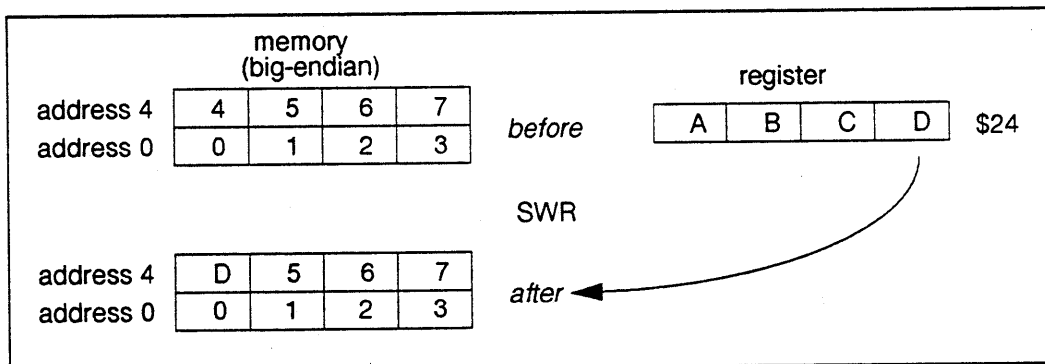 memory
(big-endian)
register
address 4 4 5 6 7
address 0 0 1 2 3
before
A B C D $24
SWR
address 4 D 5 6 7
address 0 0 1 2 3
after